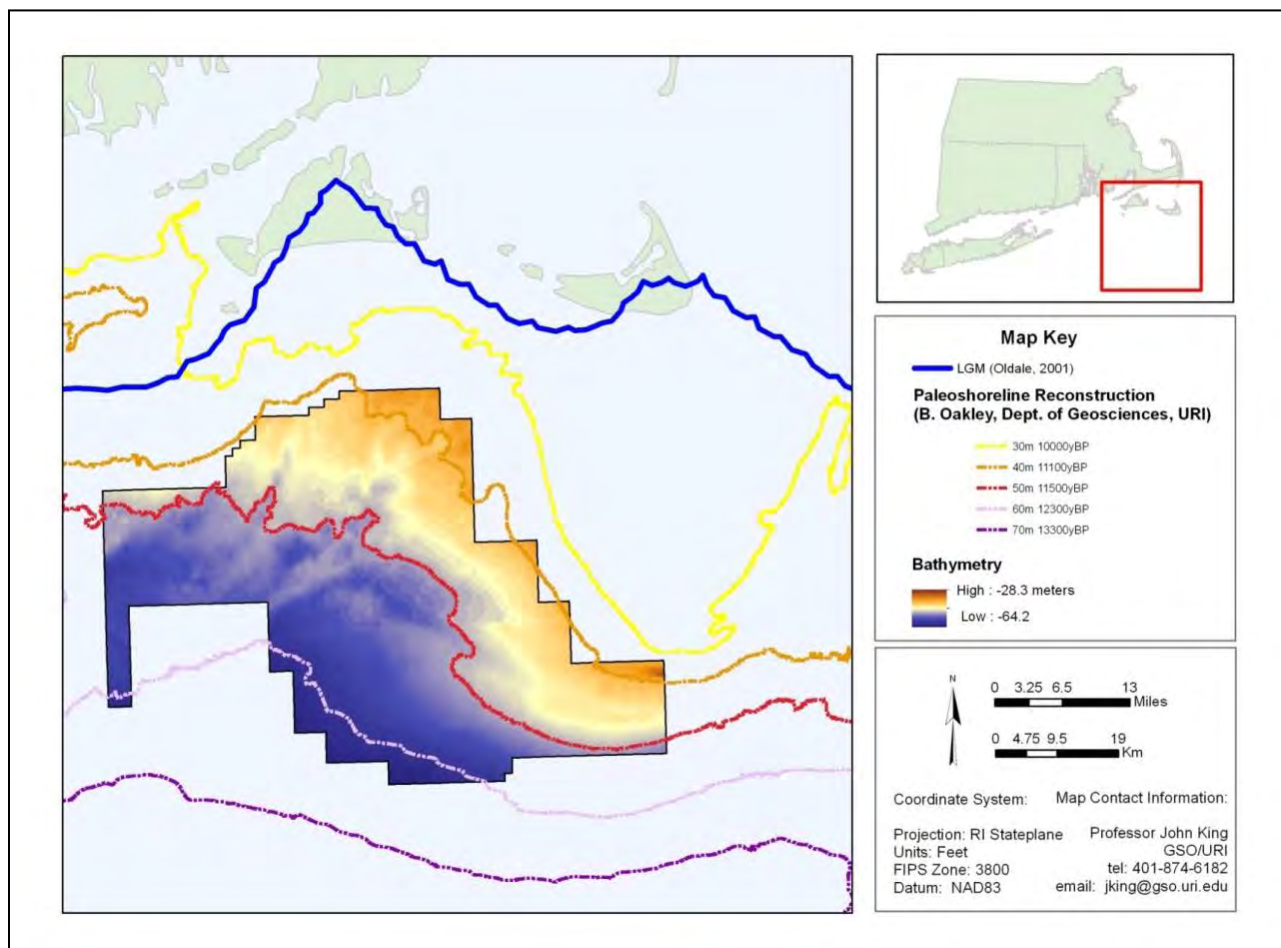 Map Key
LGM (Oldale, 2001)
Paleoshoreline Reconstruction
(B. Oakley, Dept. of Geosciences, URI)
30m 10000yBP
40m 11100yBP
50m 11500yBP
60m 12300yBP
70m 13300yBP
Bathymetry
High : -28.3 meters
Low : -64.2
N
0 3.25 6.5 13
Miles
0 4.75 9.5 19
Km
Coordinate System:
Projection: RI Stateplane
Units: Feet
FIPS Zone: 3800
Datum: NAD83
Map Contact Information:
Professor John King
GSO/URI
tel: 401-874-6182
email: jking@gso.uri.edu